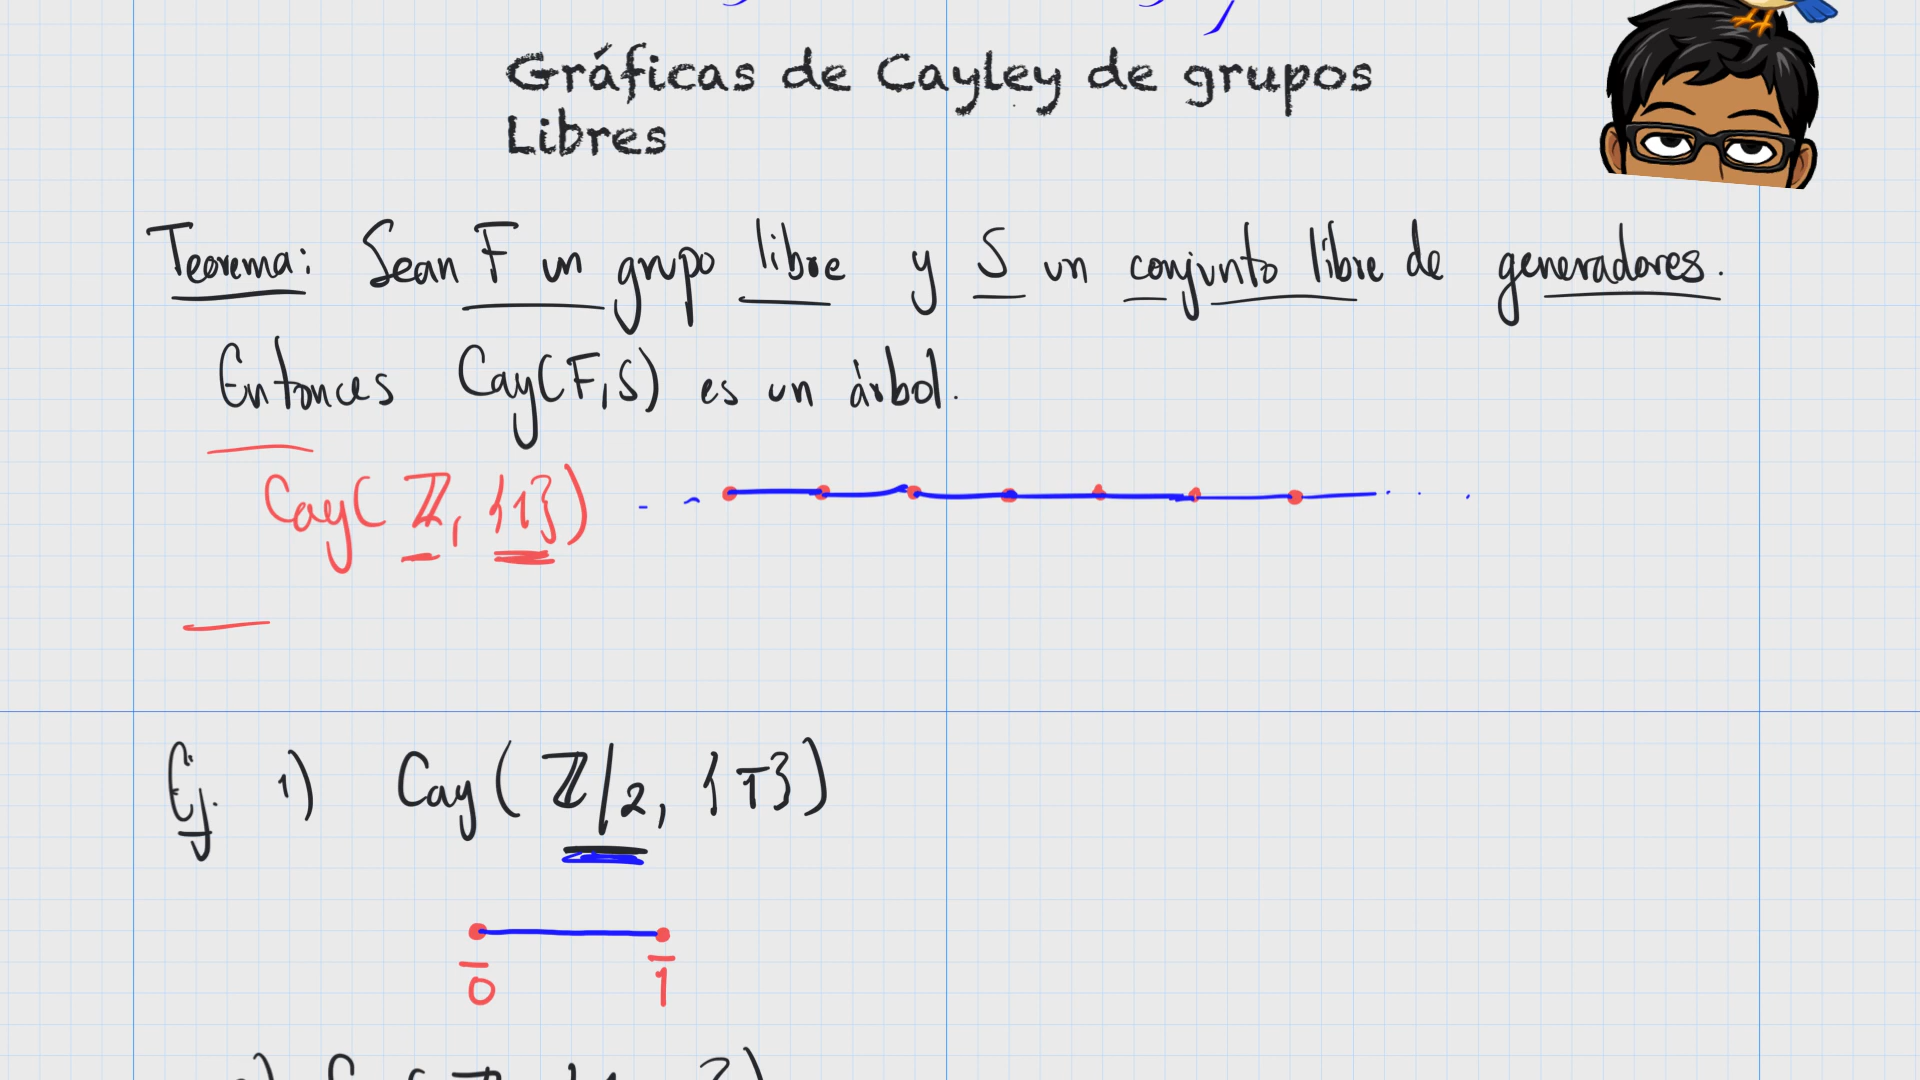 Gráficas de Cayley de grupos
Libres
Teorema: Sean F un grupo libre y S un conjunto libre de generadores.
Entonces Cay(F,S) es un árbol.
Cay(ℤ, {1})
Ej. 1) Cay(ℤ/2, {1̅})
0̅ 1̅